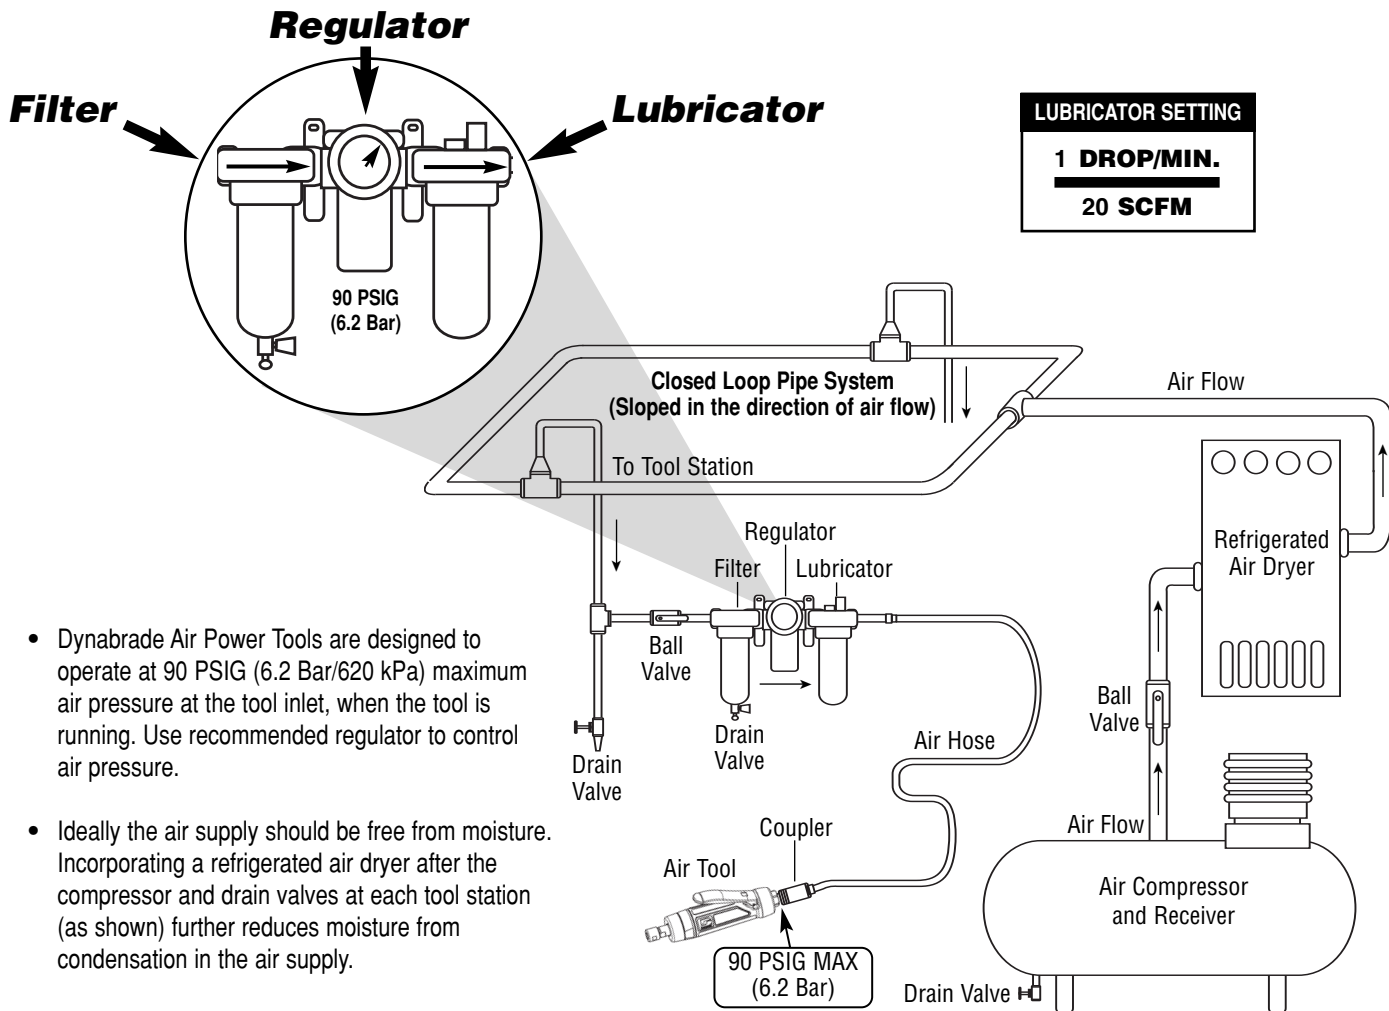 Regulator
Filter
Lubricator
90 PSIG
(6.2 Bar)
LUBRICATOR SETTING
1 DROP/MIN.
20 SCFM
Closed Loop Pipe System
(Sloped in the direction of air flow)
Air Flow
To Tool Station
Refrigerated
Air Dryer
Regulator
Filter
Lubricator
Ball
Valve
Drain
Valve
Drain
Valve
Air Hose
Ball
Valve
Air Flow
• Dynabrade Air Power Tools are designed to
operate at 90 PSIG (6.2 Bar/620 kPa) maximum
air pressure at the tool inlet, when the tool is
running. Use recommended regulator to control
air pressure.
• Ideally the air supply should be free from moisture.
Incorporating a refrigerated air dryer after the
compressor and drain valves at each tool station
(as shown) further reduces moisture from
condensation in the air supply.
Coupler
Air Tool
90 PSIG MAX
(6.2 Bar)
Air Compressor
and Receiver
Drain Valve